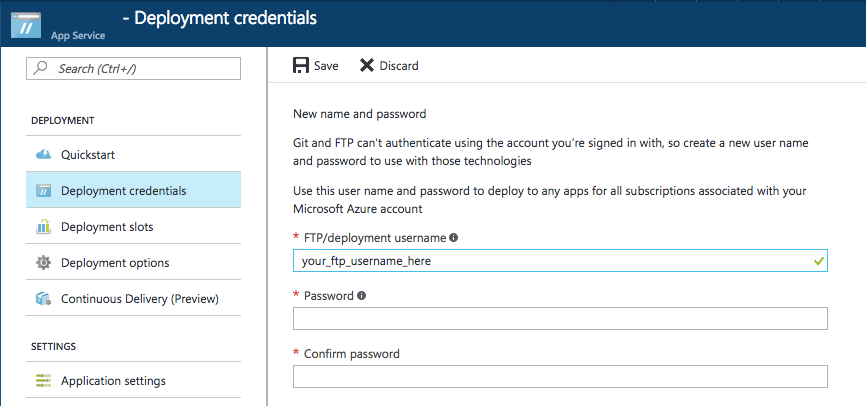 - Deployment credentials
App Service
Search (Ctrl+/)
DEPLOYMENT
Quickstart
Deployment credentials
Deployment slots
Deployment options
Continuous Delivery (Preview)
SETTINGS
Application settings
Save
Discard
New name and password
Git and FTP can't authenticate using the account you're signed in with, so create a new user name
and password to use with those technologies
Use this user name and password to deploy to any apps for all subscriptions associated with your
Microsoft Azure account
* FTP/deployment username
your_ftp_username_here
* Password
* Confirm password